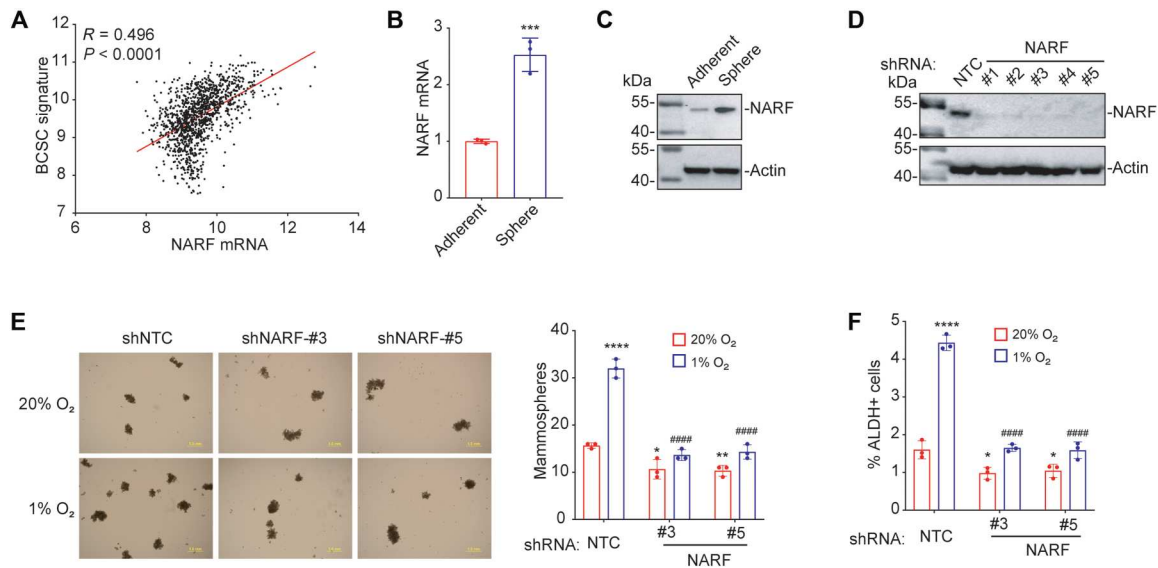 A
R = 0.496
P < 0.0001
BCSC signature
11
10
9
8
7
12
6
8
10
12
14
NARF mRNA
B
***
NARF mRNA
3
2
1
0
Adherent
Sphere
C
kDa
Adherent
Sphere
55-
40-
-NARF
55-
40-
-Actin
D
NARF
shRNA:
NTC
#1
#2
#3
#4
#5
kDa
55-
40-
-NARF
55-
40-
-Actin
E
shNTC
shNARF-#3
shNARF-#5
20% O₂
1% O₂
Mammospheres
40
30
20
10
0
20% O₂
1% O₂
****
*
####
**
####
shRNA:
NTC
#3
#5
NARF
F
% ALDH+ cells
5
4
3
2
1
0
20% O₂
1% O₂
****
*
####
*
####
shRNA:
NTC
#3
#5
NARF